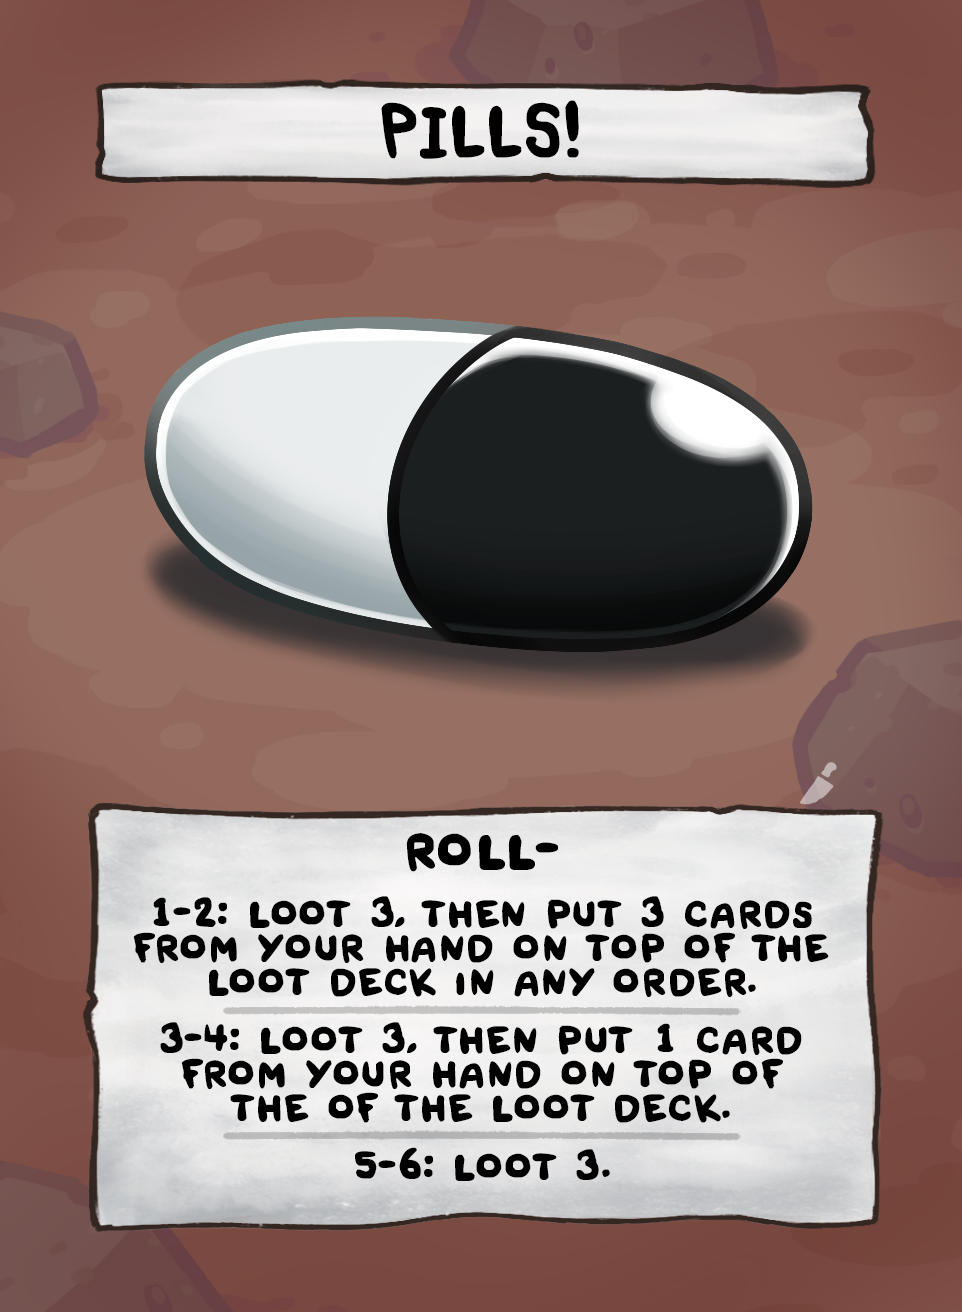 PILLS!
ROLL-
1-2: LOOT 3, THEN PUT 3 CARDS
FROM YOUR HAND ON TOP OF THE
LOOT DECK IN ANY ORDER.
3-4: LOOT 3, THEN PUT 1 CARD
FROM YOUR HAND ON TOP OF
THE OF THE LOOT DECK.
5-6: LOOT 3.